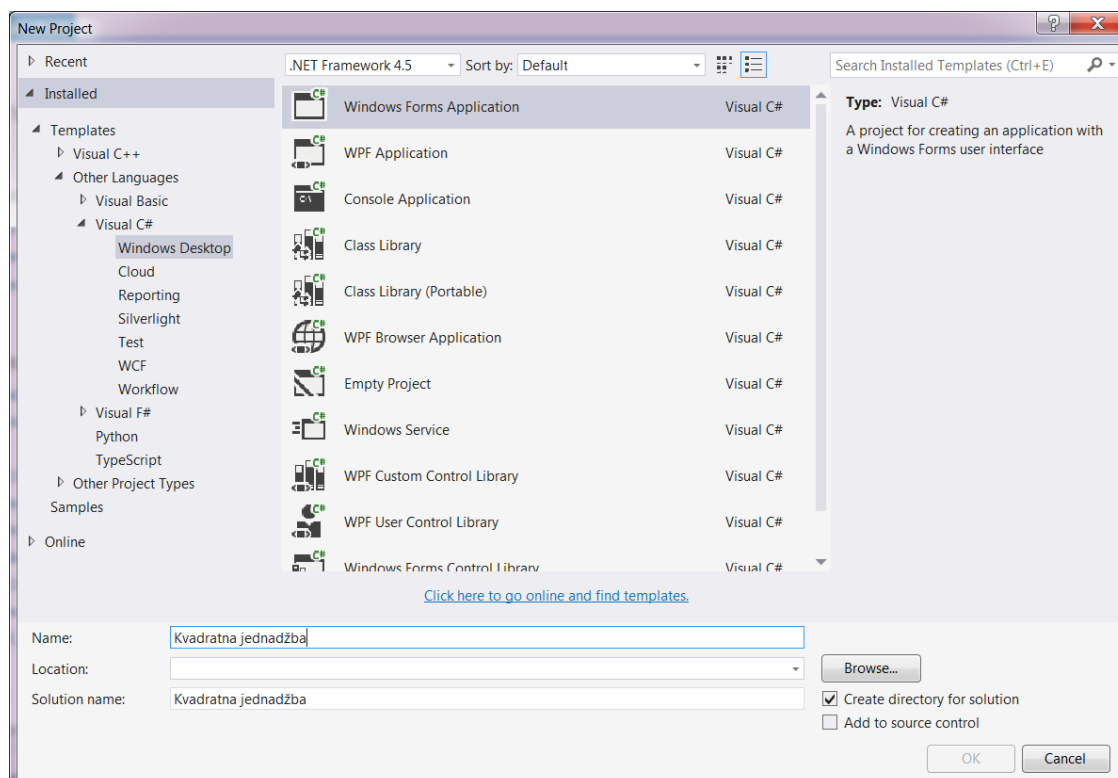 New Project
Recent
Installed
Templates
Visual C++
Other Languages
Visual Basic
Visual C#
Windows Desktop
Cloud
Reporting
Silverlight
Test
WCF
Workflow
Visual F#
Python
TypeScript
Other Project Types
Samples
Online
.NET Framework 4.5 Sort by: Default
Windows Forms Application Visual C#
WPF Application Visual C#
Console Application Visual C#
Class Library Visual C#
Class Library (Portable) Visual C#
WPF Browser Application Visual C#
Empty Project Visual C#
Windows Service Visual C#
WPF Custom Control Library Visual C#
WPF User Control Library Visual C#
Windows Forms Control Library Visual C#
Search Installed Templates (Ctrl+E)
Type: Visual C#
A project for creating an application with
a Windows Forms user interface
Click here to go online and find templates.
Name: Kvadratna jednadžba
Location:
Browse...
Solution name: Kvadratna jednadžba
Create directory for solution
Add to source control
OK Cancel